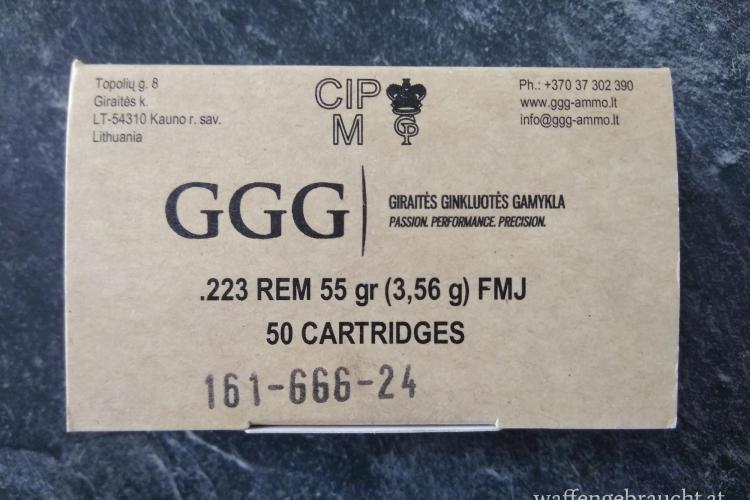 Topolių g. 8
Giraitės k.
LT-54310 Kauno r. sav.
Lithuania
CIP
M
GP
Ph.: +370 37 302 390
www.ggg-ammo.lt
info@ggg-ammo.lt
GGG
GIRAITĖS GINKLUOTĖS GAMYKLA
PASSION. PERFORMANCE. PRECISION.
.223 REM 55 gr (3,56 g) FMJ
50 CARTRIDGES
161-666-24
waffengebraucht.at